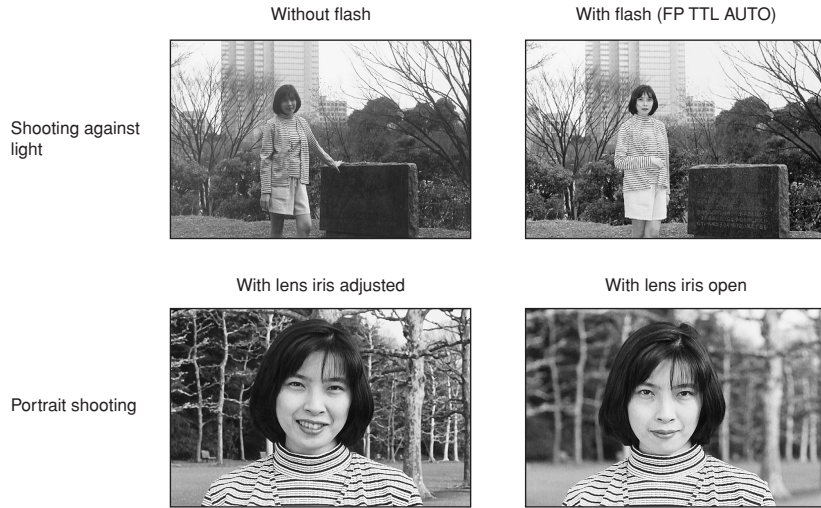 Without flash
With flash (FP TTL AUTO)
Shooting against
light
With lens iris adjusted
With lens iris open
Portrait shooting